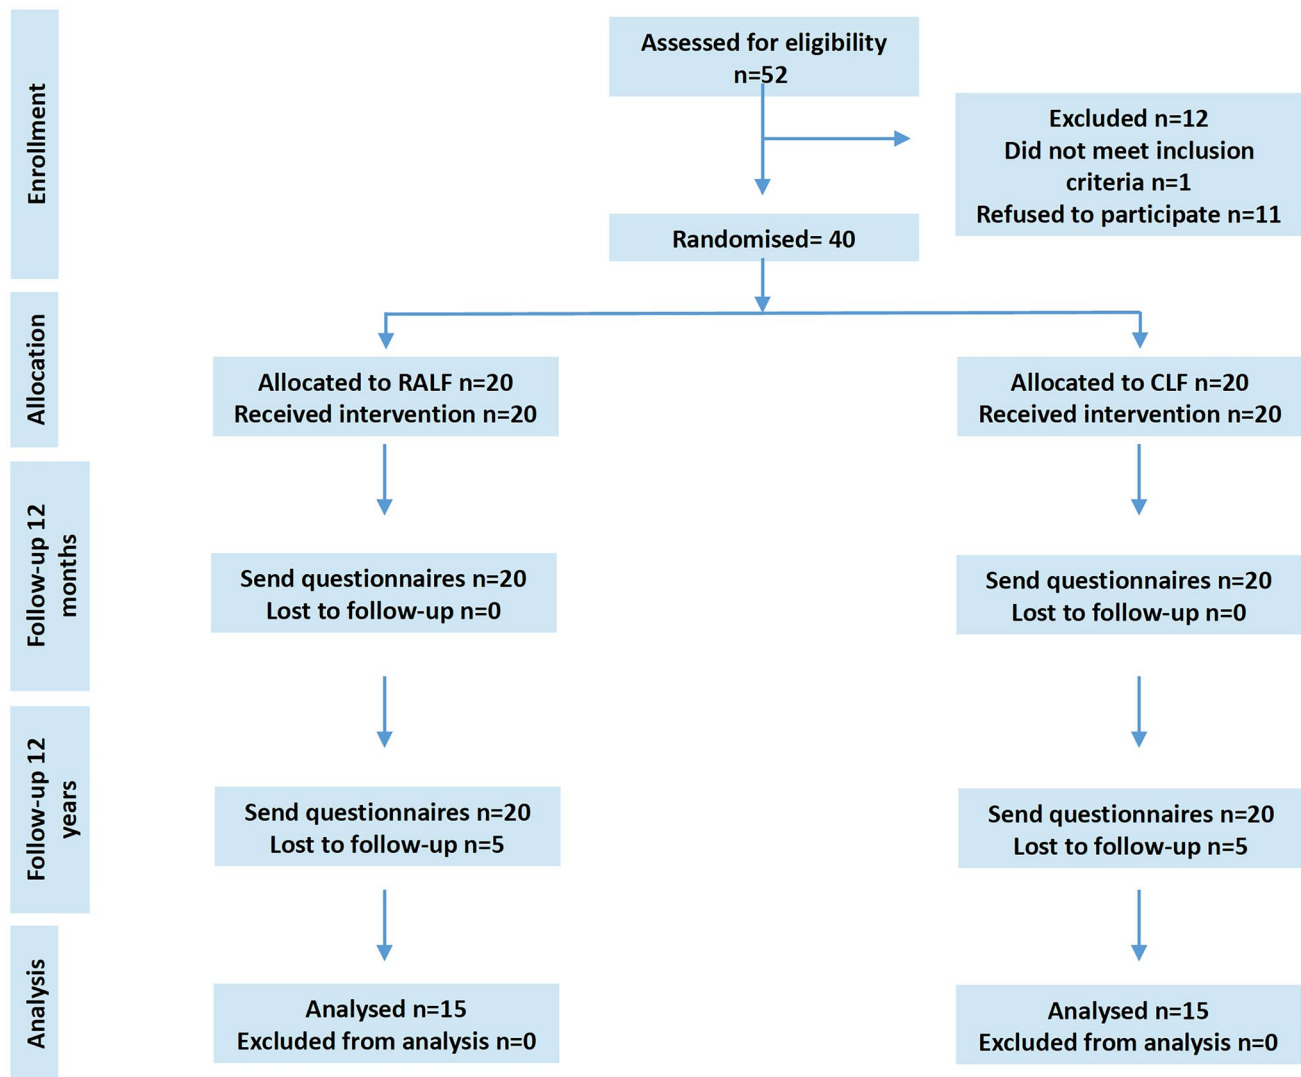 Enrollment
Assessed for eligibility
n=52
Excluded n=12
Did not meet inclusion
criteria n=1
Refused to participate n=11
Randomised= 40
Allocation
Allocated to RALF n=20
Received intervention n=20
Allocated to CLF n=20
Received intervention n=20
Follow-up 12
months
Send questionnaires n=20
Lost to follow-up n=0
Send questionnaires n=20
Lost to follow-up n=0
Follow-up 12
years
Send questionnaires n=20
Lost to follow-up n=5
Send questionnaires n=20
Lost to follow-up n=5
Analysis
Analysed n=15
Excluded from analysis n=0
Analysed n=15
Excluded from analysis n=0